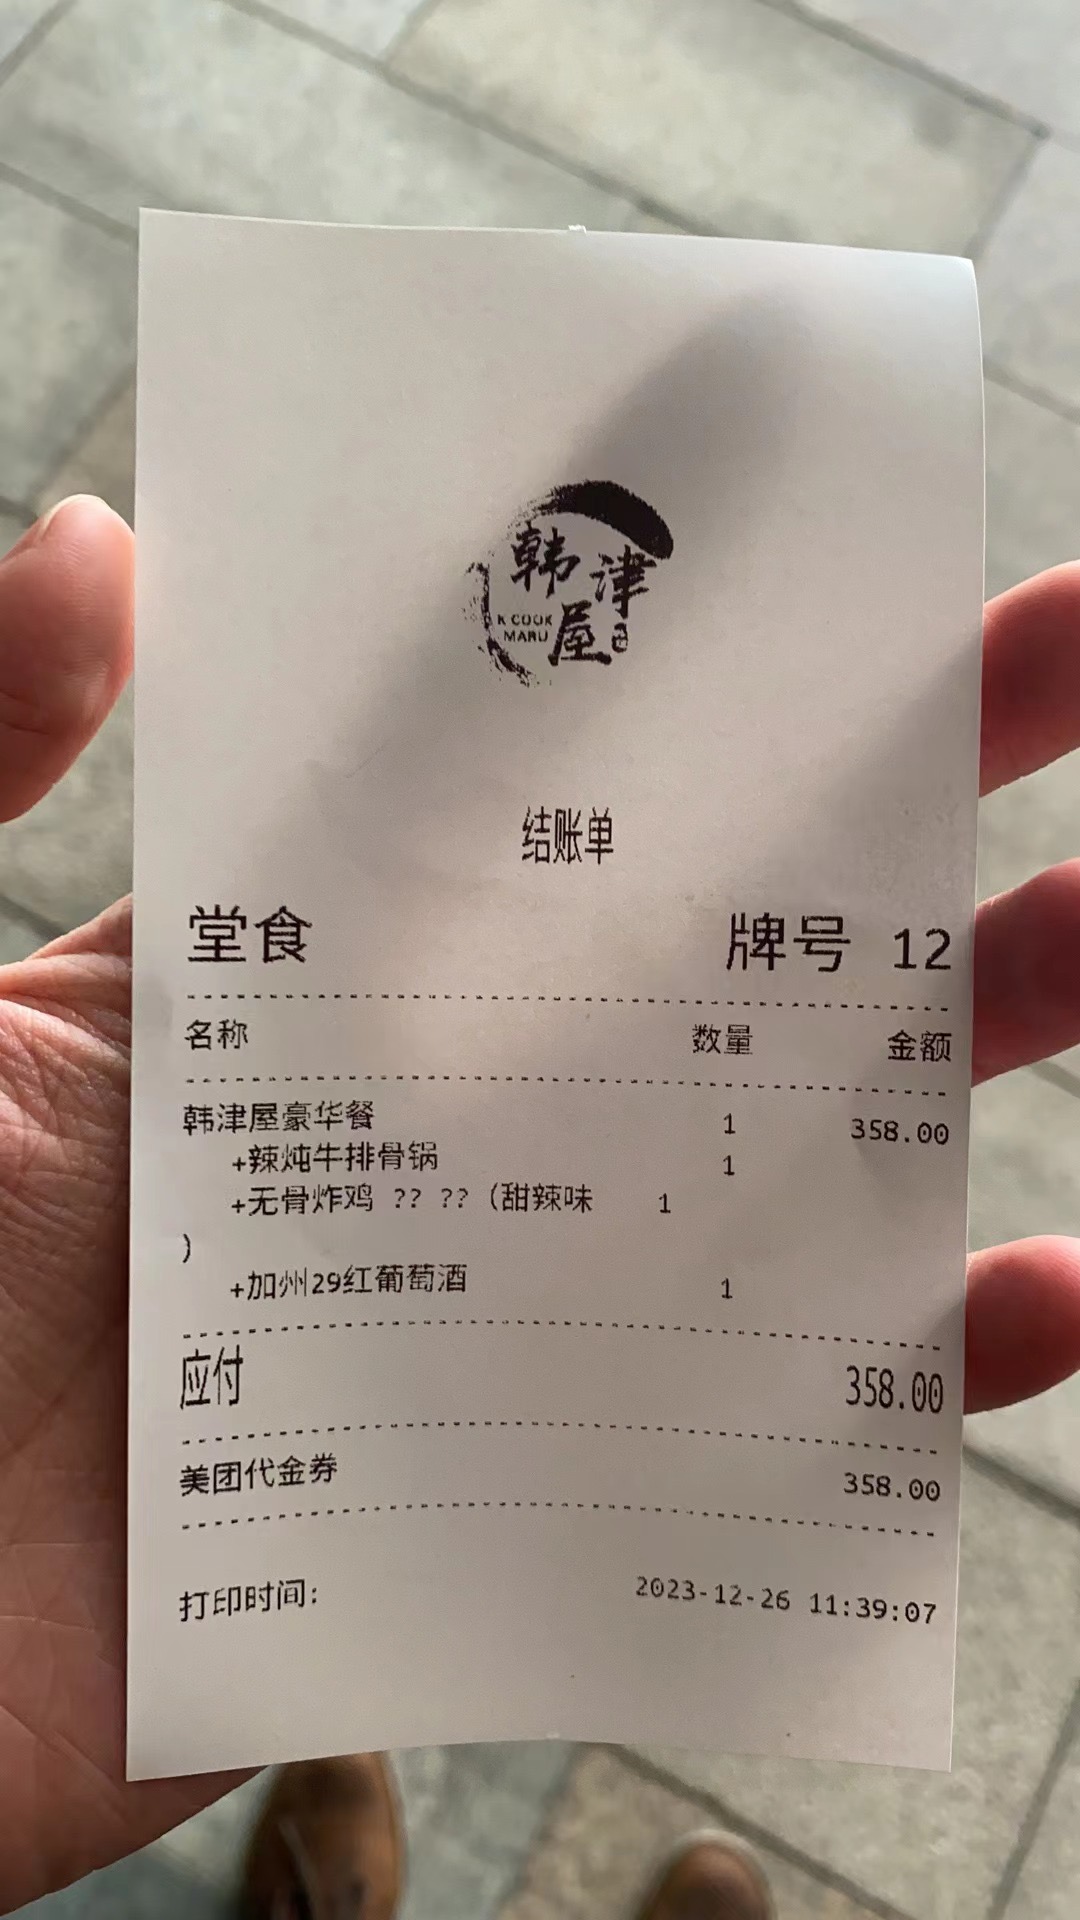 韩津
K COOK
MARU 屋
结账单
堂食 牌号 12
名称 数量 金额
韩津屋豪华餐 1 358.00
+辣炖牛排骨锅 1
+无骨炸鸡 ?? ??（甜辣味 1
）
+加州29红葡萄酒 1
应付 358.00
美团代金券 358.00
打印时间: 2023-12-26 11:39:07